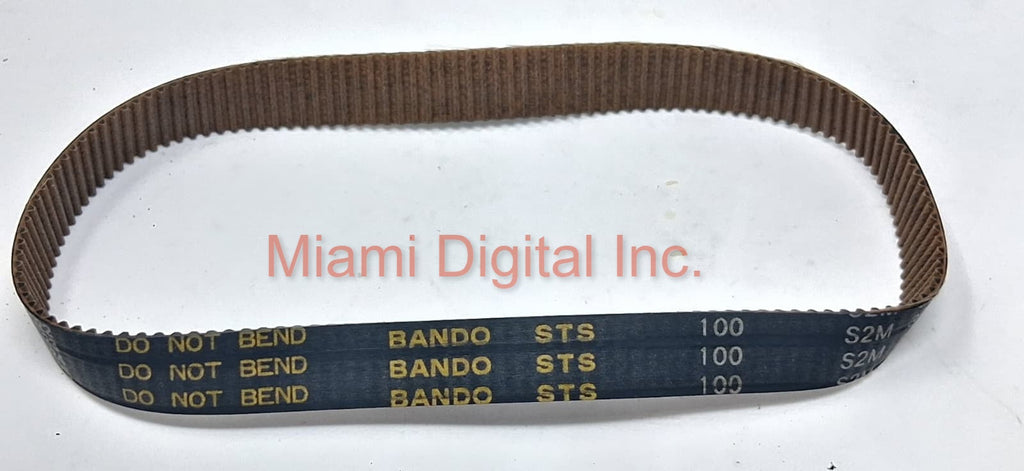 Miami Digital Inc.
DO NOT BEND BANDO STS 100
DO NOT BEND BANDO STS 100 S2M
DO NOT BEND BANDO STS 100 S2M